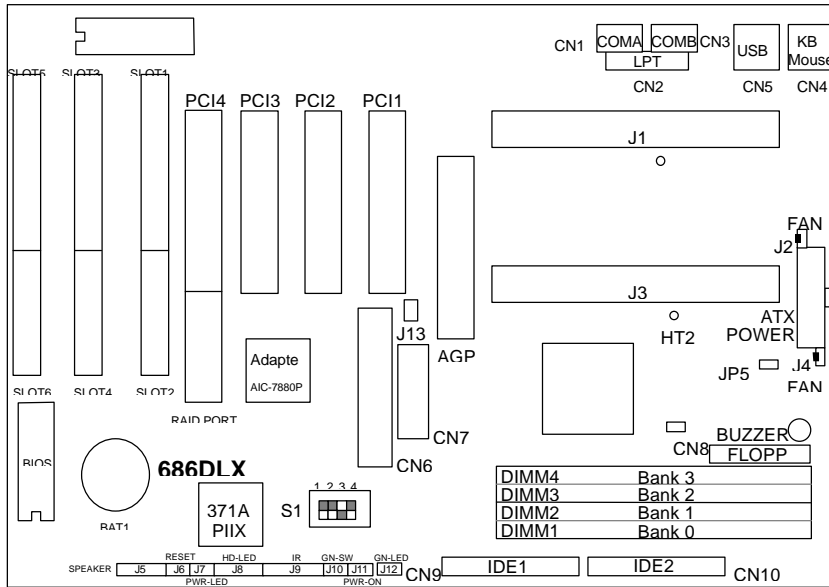 CN1 COMA COMB CN3 USB KB
LPT Mouse
CN2 CN5 CN4
SLOT5 SLOT3 SLOT1
PCI4 PCI3 PCI2 PCI1
J1
FAN
J2
J3
ATX
POWER
HT2
J13
AGP
JP5 J4
FAN
Adapte
AIC-7880P
SLOT6 SLOT4 SLOT2
RAID PORT
CN7
CN6
BUZZER
CN8 FLOPP
BIOS
686DLX
BAT1
371A
PIIX
S1
1 2 3 4
DIMM4 Bank 3
DIMM3 Bank 2
DIMM2 Bank 1
DIMM1 Bank 0
RESET HD-LED IR GN-SW GN-LED
SPEAKER J5 J6 J7 J8 J9 J10 J11 J12 CN9 IDE1 IDE2 CN10
PWR-LED PWR-ON